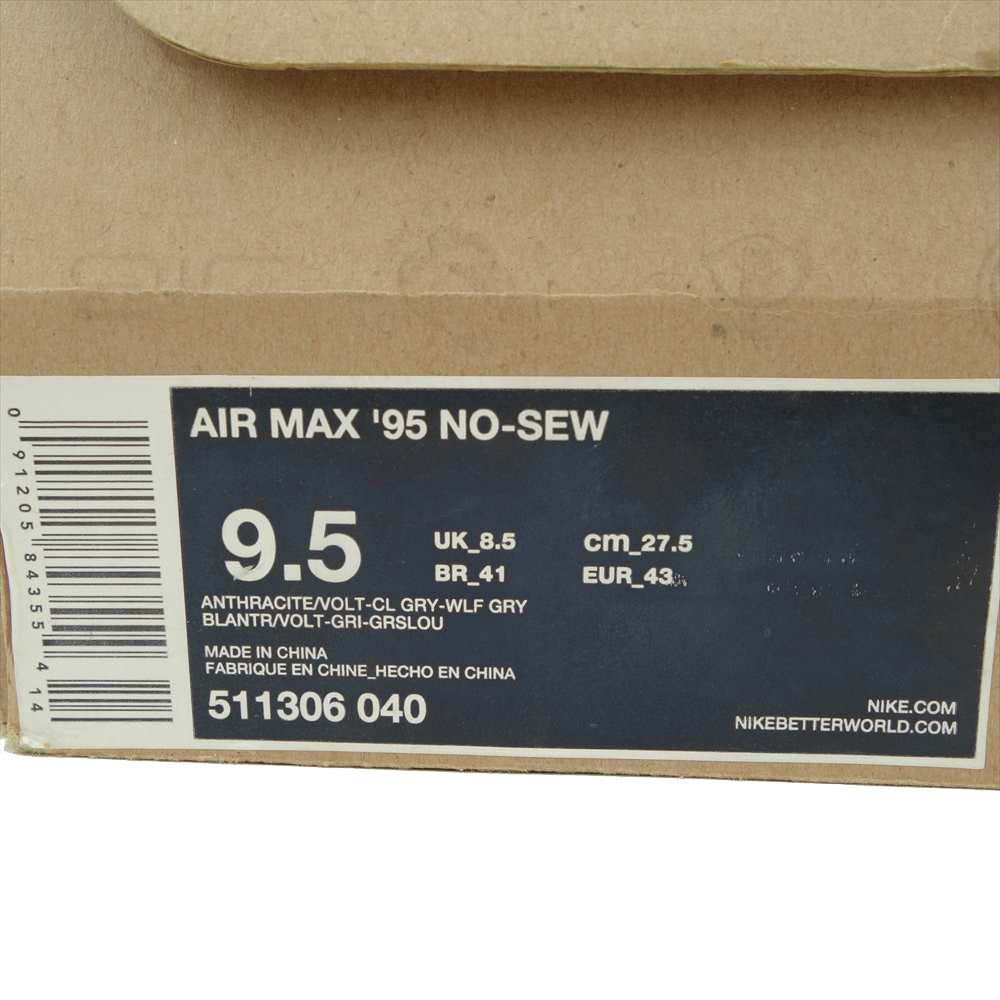 AIR MAX '95 NO-SEW
9.5
UK_8.5 cm_27.5
BR_41 EUR_43
ANTHRACITE/VOLT-CL GRY-WLF GRY
BLANTR/VOLT-GRI-GRSLOU
MADE IN CHINA
FABRIQUE EN CHINE_HECHO EN CHINA
511306 040
NIKE.COM
NIKEBETTERWORLD.COM
0 91205 84355 4 14